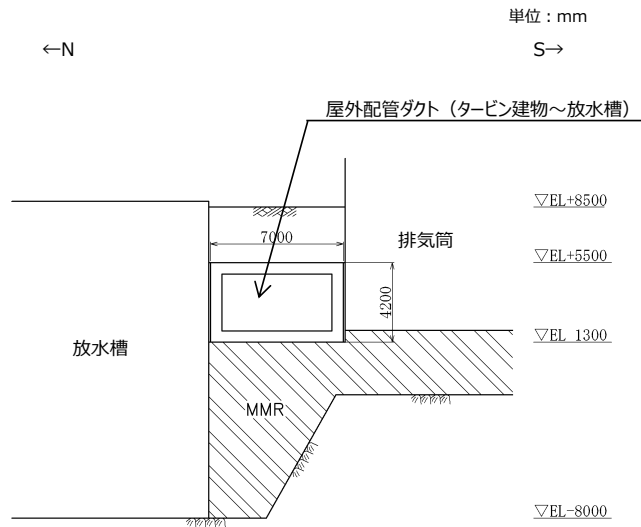 単位：mm
←N
S→
屋外配管ダクト（タービン建物～放水槽）
▽EL+8500
7000
排気筒
▽EL+5500
4200
▽EL 1300
放水槽
MMR
▽EL-8000